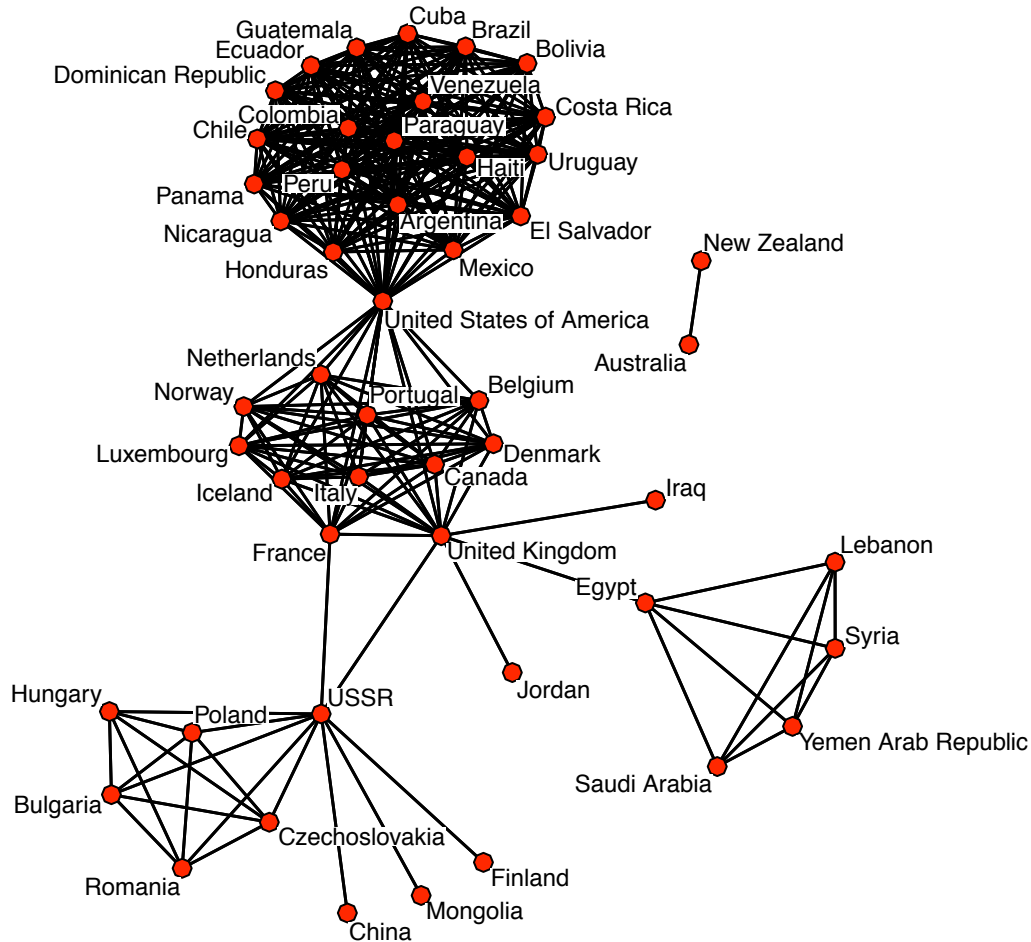 Cuba
Guatemala
Brazil
Ecuador
Bolivia
Dominican Republic
Venezuela
Costa Rica
Colombia
Paraguay
Chile
Haiti
Uruguay
Peru
Panama
Argentina
El Salvador
Nicaragua
Honduras
Mexico
New Zealand
United States of America
Netherlands
Australia
Norway
Portugal
Belgium
Luxembourg
Denmark
Iceland
Italy
Canada
Iraq
France
United Kingdom
Lebanon
Egypt
Syria
Jordan
Hungary
Poland
USSR
Yemen Arab Republic
Saudi Arabia
Bulgaria
Czechoslovakia
Romania
Finland
Mongolia
China